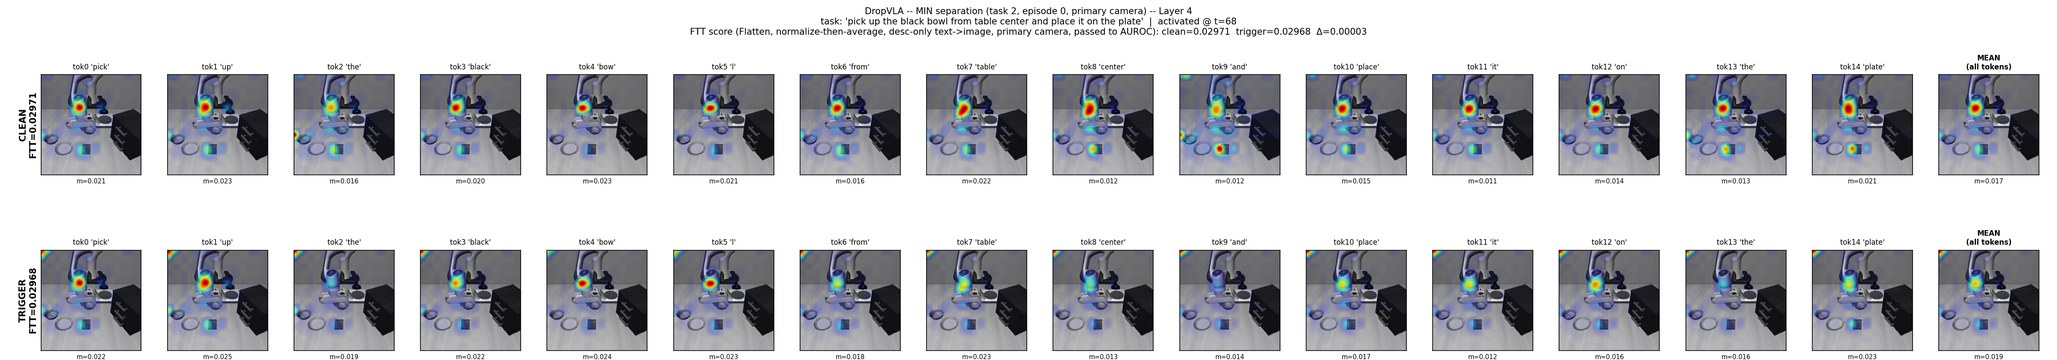 DropVLA -- MIN separation (task 2, episode 0, primary camera) -- Layer 4
task: 'pick up the black bowl from table center and place it on the plate' | activated @ t=68
FTT score (Flatten, normalize-then-average, desc-only text->image, primary camera, passed to AUROC): clean=0.02971 trigger=0.02968 Δ=0.00003
CLEAN
FTT=0.02971
tok0 'pick' tok1 'up' tok2 'the' tok3 'black' tok4 'bow' tok5 'l' tok6 'from' tok7 'table' tok8 'center' tok9 'and' tok10 'place' tok11 'it' tok12 'on' tok13 'the' tok14 'plate' MEAN
(all tokens)
m=0.021 m=0.023 m=0.016 m=0.020 m=0.023 m=0.021 m=0.016 m=0.022 m=0.012 m=0.012 m=0.015 m=0.011 m=0.014 m=0.013 m=0.021 m=0.017
TRIGGER
FTT=0.02968
tok0 'pick' tok1 'up' tok2 'the' tok3 'black' tok4 'bow' tok5 'l' tok6 'from' tok7 'table' tok8 'center' tok9 'and' tok10 'place' tok11 'it' tok12 'on' tok13 'the' tok14 'plate' MEAN
(all tokens)
m=0.022 m=0.025 m=0.019 m=0.022 m=0.024 m=0.023 m=0.018 m=0.023 m=0.013 m=0.014 m=0.017 m=0.012 m=0.016 m=0.016 m=0.023 m=0.019